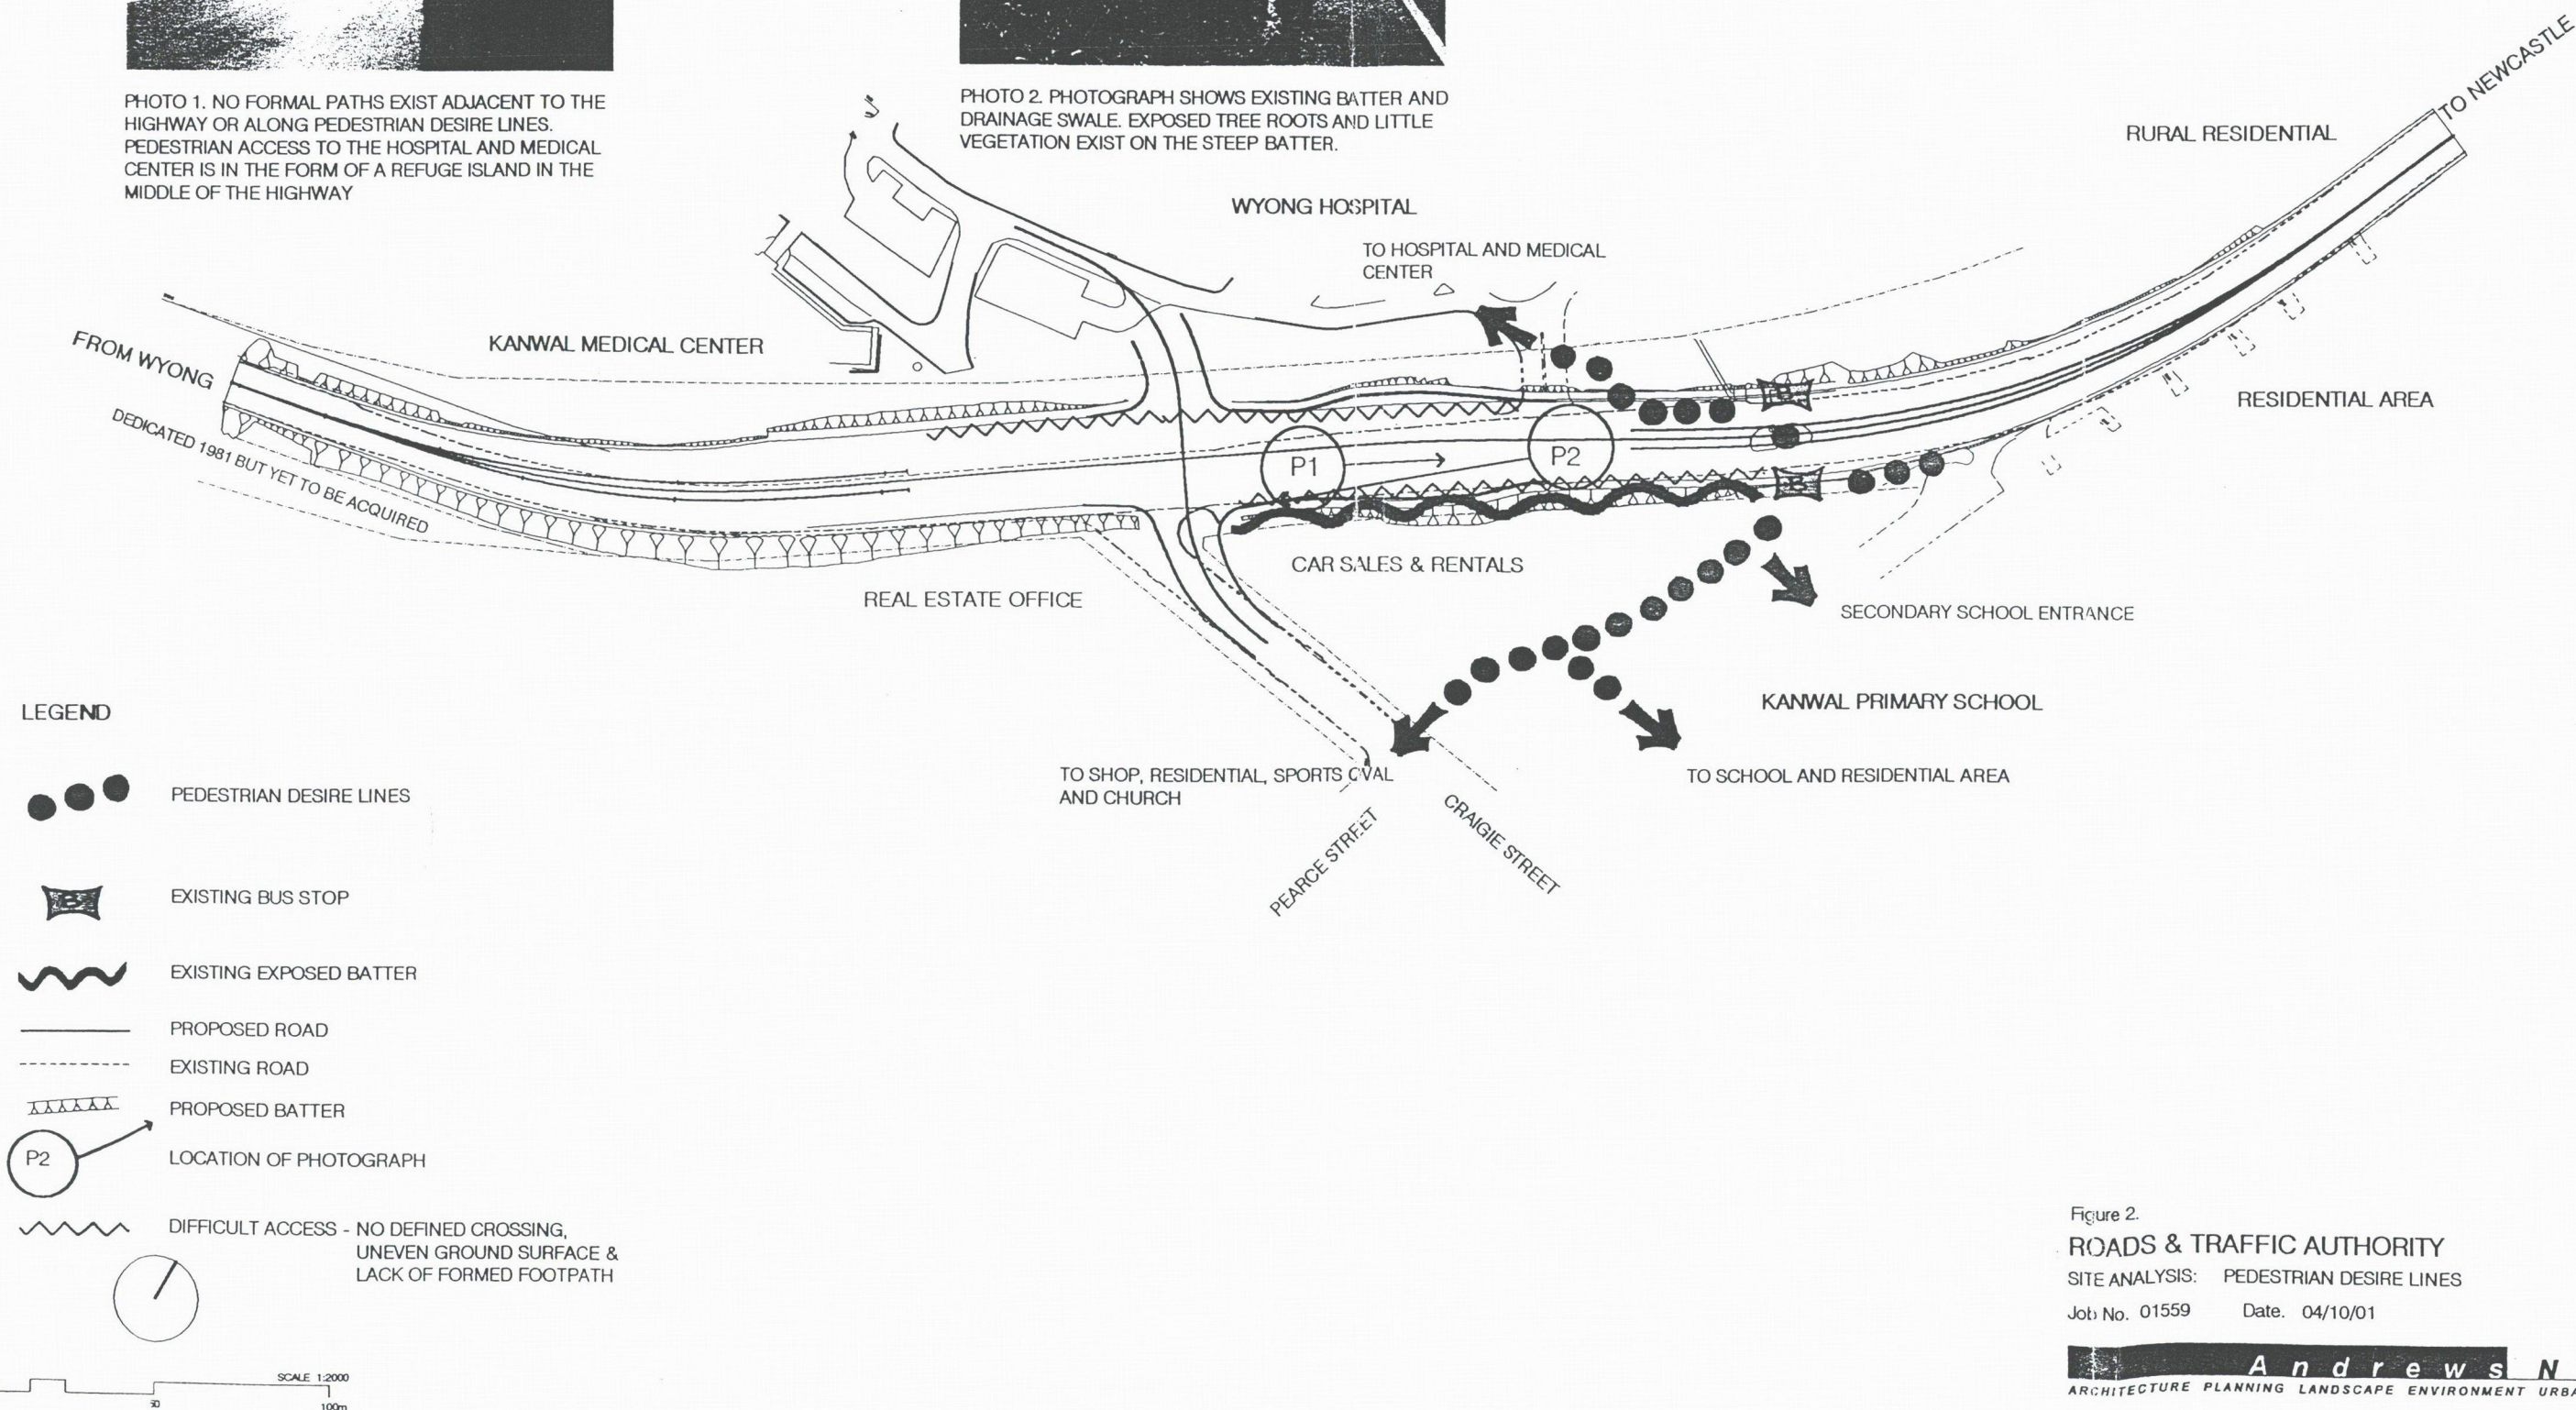 PHOTO 1. NO FORMAL PATHS EXIST ADJACENT TO THE
HIGHWAY OR ALONG PEDESTRIAN DESIRE LINES.
PEDESTRIAN ACCESS TO THE HOSPITAL AND MEDICAL
CENTER IS IN THE FORM OF A REFUGE ISLAND IN THE
MIDDLE OF THE HIGHWAY
PHOTO 2. PHOTOGRAPH SHOWS EXISTING BATTER AND
DRAINAGE SWALE. EXPOSED TREE ROOTS AND LITTLE
VEGETATION EXIST ON THE STEEP BATTER.
TO NEWCASTLE
RURAL RESIDENTIAL
WYONG HOSPITAL
TO HOSPITAL AND MEDICAL
CENTER
KANWAL MEDICAL CENTER
FROM WYONG
DEDICATED 1981 BUT YET TO BE ACQUIRED
RESIDENTIAL AREA
B
P1
P2
B
CAR SALES & RENTALS
REAL ESTATE OFFICE
SECONDARY SCHOOL ENTRANCE
KANWAL PRIMARY SCHOOL
TO SHOP, RESIDENTIAL, SPORTS OVAL
AND CHURCH
TO SCHOOL AND RESIDENTIAL AREA
PEARCE STREET
CRAIGIE STREET
LEGEND
PEDESTRIAN DESIRE LINES
B
EXISTING BUS STOP
EXISTING EXPOSED BATTER
PROPOSED ROAD
EXISTING ROAD
PROPOSED BATTER
P2
LOCATION OF PHOTOGRAPH
DIFFICULT ACCESS - NO DEFINED CROSSING,
UNEVEN GROUND SURFACE &
LACK OF FORMED FOOTPATH
SCALE 1:2000
50
100m
Figure 2.
ROADS & TRAFFIC AUTHORITY
SITE ANALYSIS: PEDESTRIAN DESIRE LINES
Job No. 01559 Date. 04/10/01
Andrews N
ARCHITECTURE PLANNING LANDSCAPE ENVIRONMENT URBA